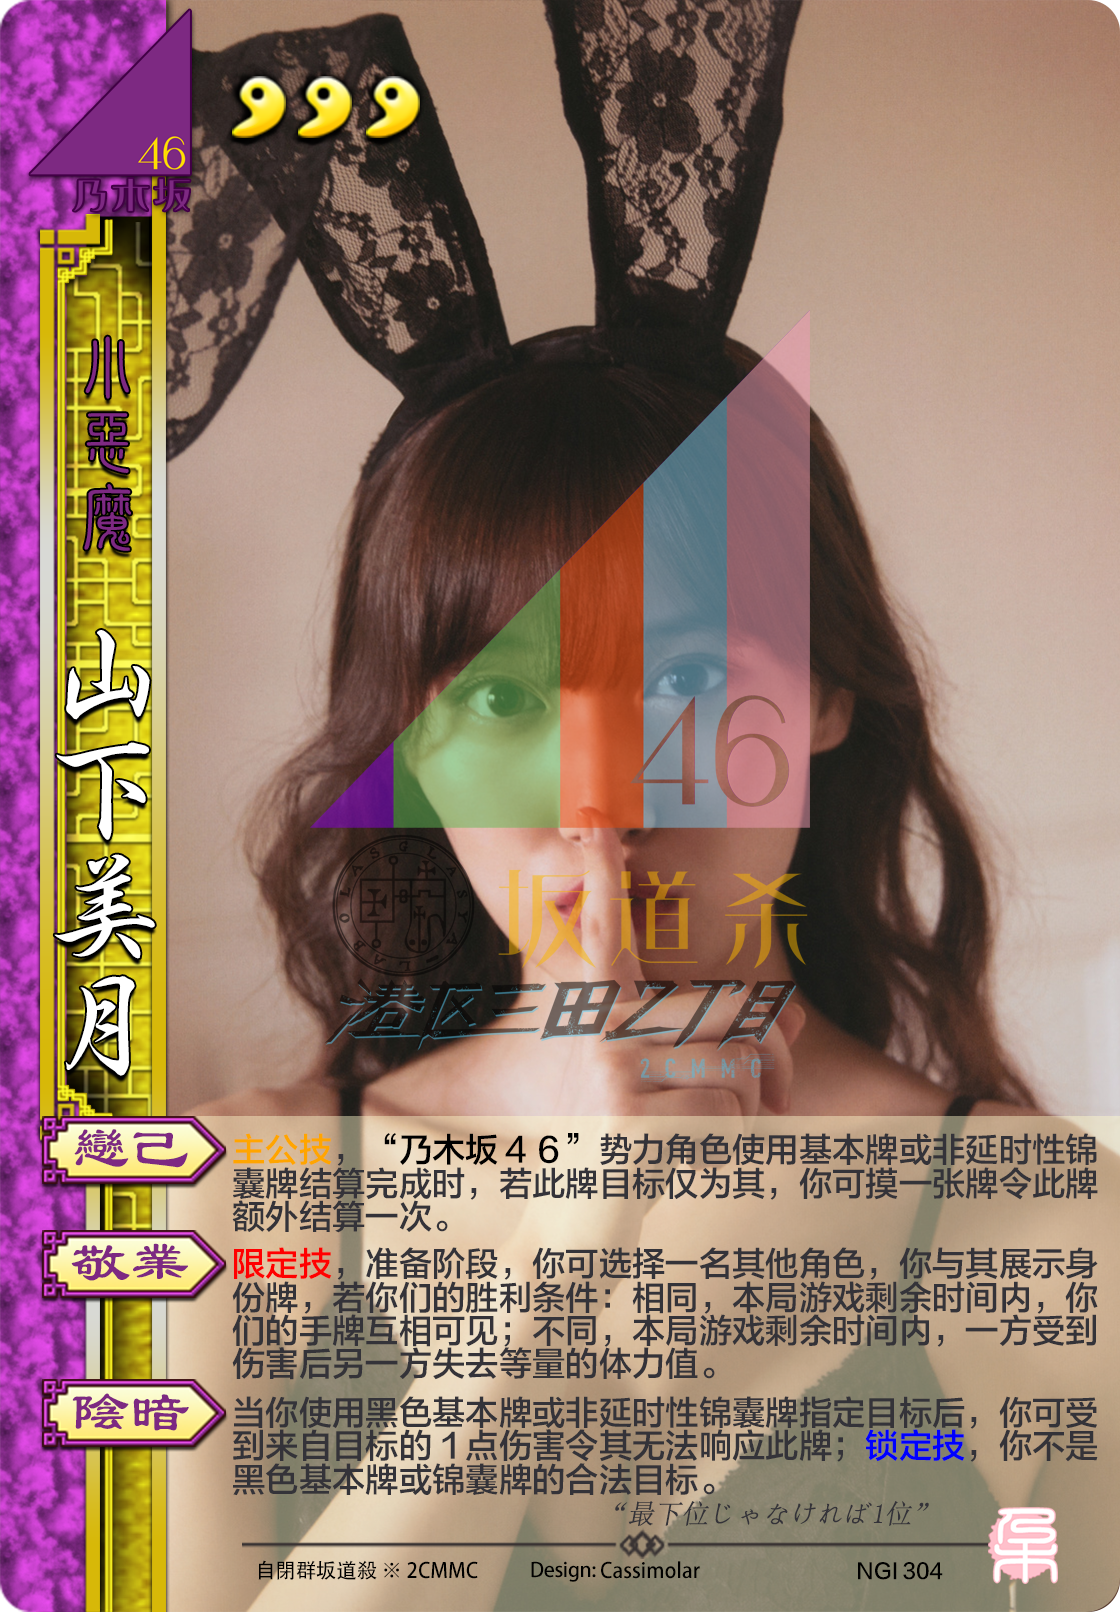 46
乃木坂
小惡魔
山下美月
46
GLASYA LABOLAS
坂道杀
港区三田乙丁目
2CMMC
變己
主公技，“乃木坂４６”势力角色使用基本牌或非延时性锦
囊牌结算完成时，若此牌目标仅为其，你可摸一张牌令此牌
额外结算一次。
敬業
限定技，准备阶段，你可选择一名其他角色，你与其展示身
份牌，若你们的胜利条件：相同，本局游戏剩余时间内，你
们的手牌互相可见；不同，本局游戏剩余时间内，一方受到
伤害后另一方失去等量的体力值。
陰暗
当你使用黑色基本牌或非延时性锦囊牌指定目标后，你可受
到来自目标的１点伤害令其无法响应此牌；锁定技，你不是
黑色基本牌或锦囊牌的合法目标。
“最下位じゃなければ1位”
自閉群坂道殺 ※ 2CMMC
Design: Cassimolar
NGI 304